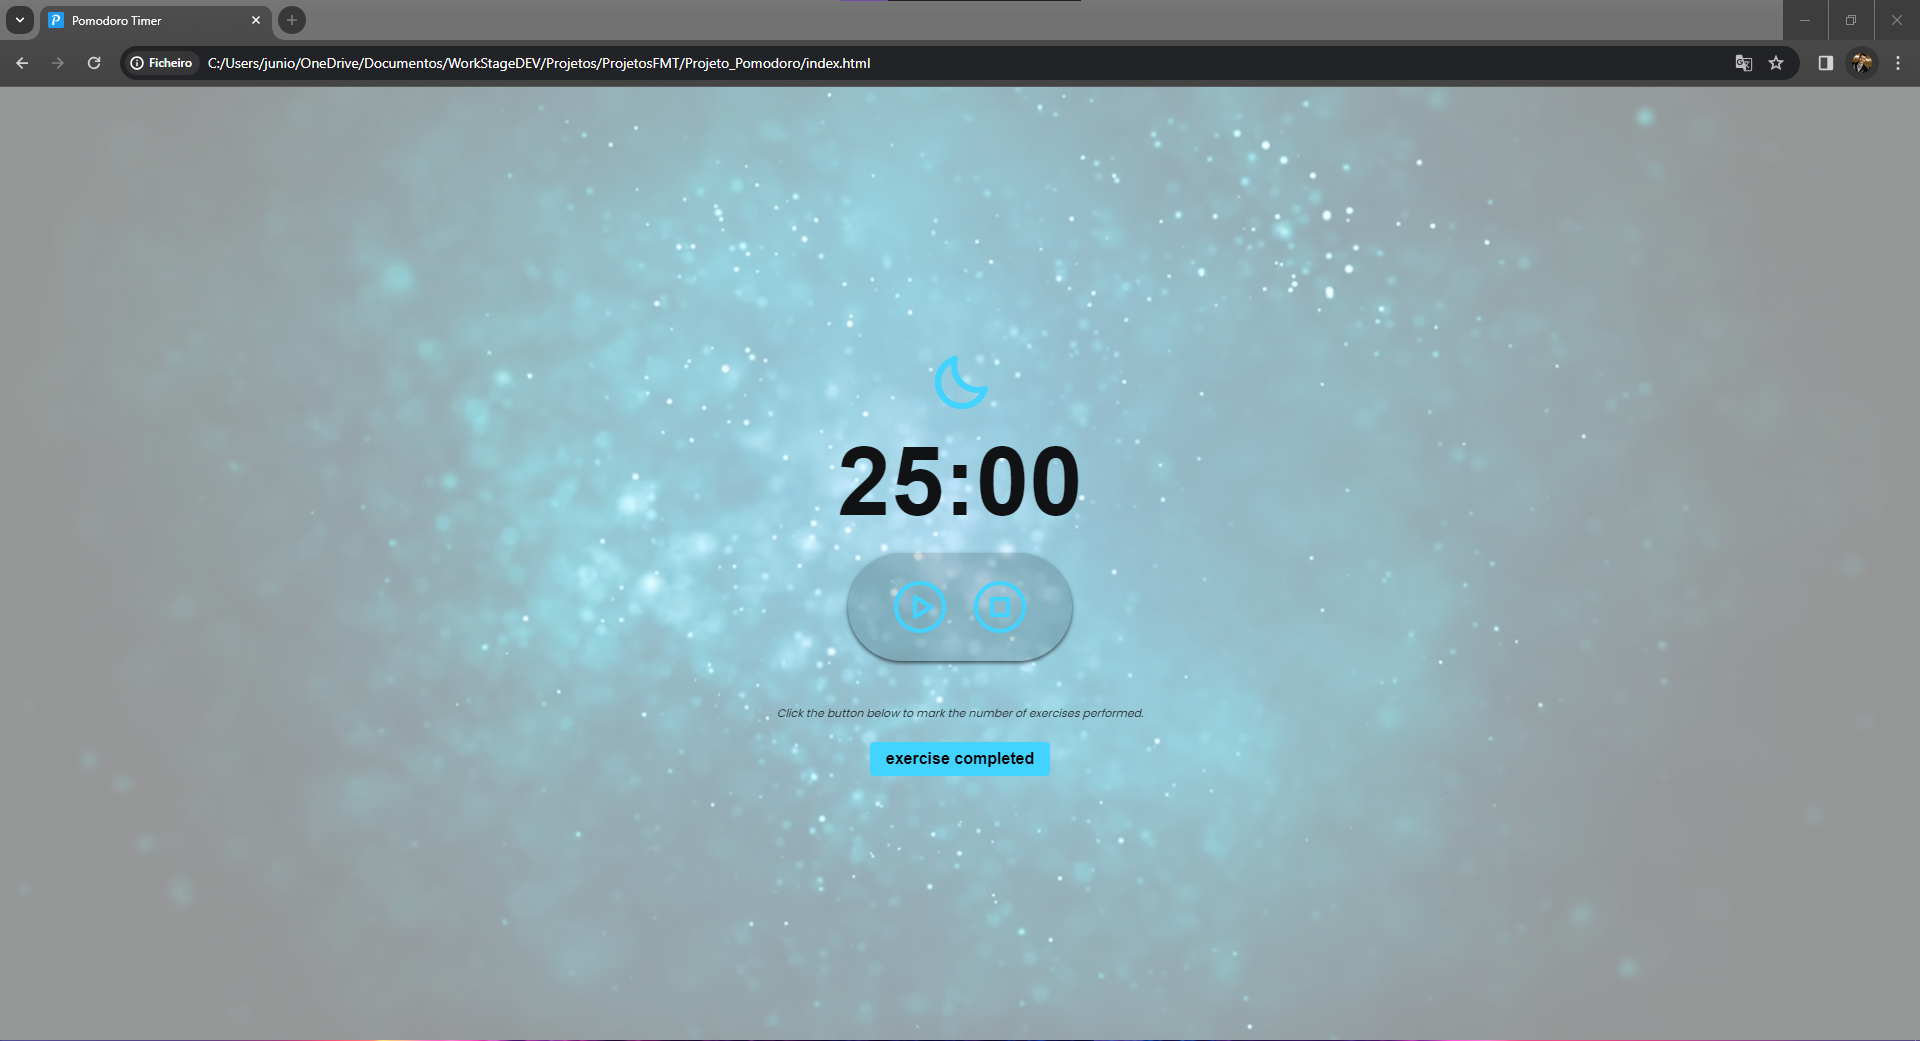 Pomodoro Timer
Ficheiro C:/Users/junio/OneDrive/Documentos/WorkStageDEV/Projetos/ProjetosFMT/Projeto_Pomodoro/index.html
25:00
Click the button below to mark the number of exercises performed.
exercise completed